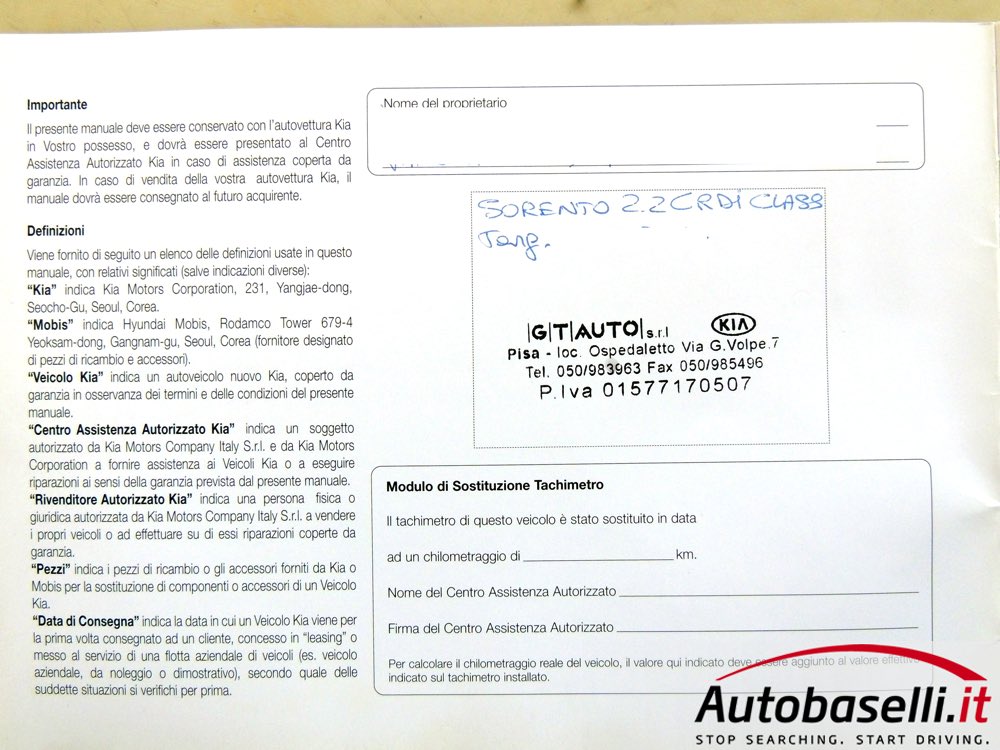 Importante
Il presente manuale deve essere conservato con l'autovettura Kia
in Vostro possesso, e dovrà essere presentato al Centro
Assistenza Autorizzato Kia in caso di assistenza coperta da
garanzia. In caso di vendita della vostra autovettura Kia, il
manuale dovrà essere consegnato al futuro acquirente.
Definizioni
Viene fornito di seguito un elenco delle definizioni usate in questo
manuale, con relativi significati (salve indicazioni diverse):
“Kia” indica Kia Motors Corporation, 231, Yangjae-dong,
Seocho-Gu, Seoul, Corea.
“Mobis” indica Hyundai Mobis, Rodamco Tower 679-4
Yeoksam-dong, Gangnam-gu, Seoul, Corea (fornitore designato
di pezzi di ricambio e accessori).
“Veicolo Kia” indica un autoveicolo nuovo Kia, coperto da
garanzia in osservanza dei termini e delle condizioni del presente
manuale.
“Centro Assistenza Autorizzato Kia” indica un soggetto
autorizzato da Kia Motors Company Italy S.r.l. e da Kia Motors
Corporation a fornire assistenza ai Veicoli Kia o a eseguire
riparazioni ai sensi della garanzia prevista dal presente manuale.
“Rivenditore Autorizzato Kia” indica una persona fisica o
giuridica autorizzata da Kia Motors Company Italy S.r.l. a vendere
i propri veicoli o ad effettuare su di essi riparazioni coperte da
garanzia.
“Pezzi” indica i pezzi di ricambio o gli accessori forniti da Kia o
Mobis per la sostituzione di componenti o accessori di un Veicolo
Kia.
“Data di Consegna” indica la data in cui un Veicolo Kia viene per
la prima volta consegnato ad un cliente, concesso in “leasing” o
messo al servizio di una flotta aziendale di veicoli (es. veicolo
aziendale, da noleggio o dimostrativo), secondo quale delle
suddette situazioni si verifichi per prima.
Nome del proprietario
SORENTO 2.2 CRDi CLASS
Targ.
GT AUTO s.r.l KIA
Pisa - loc. Ospedaletto Via G.Volpe.7
Tel. 050/983963 Fax 050/985496
P.Iva 01577170507
Modulo di Sostituzione Tachimetro
Il tachimetro di questo veicolo è stato sostituito in data
ad un chilometraggio di km.
Nome del Centro Assistenza Autorizzato
Firma del Centro Assistenza Autorizzato
Per calcolare il chilometraggio reale del veicolo, il valore qui indicato deve essere aggiunto al valore effettivo
indicato sul tachimetro installato.
Autobaselli.it
STOP SEARCHING. START DRIVING.